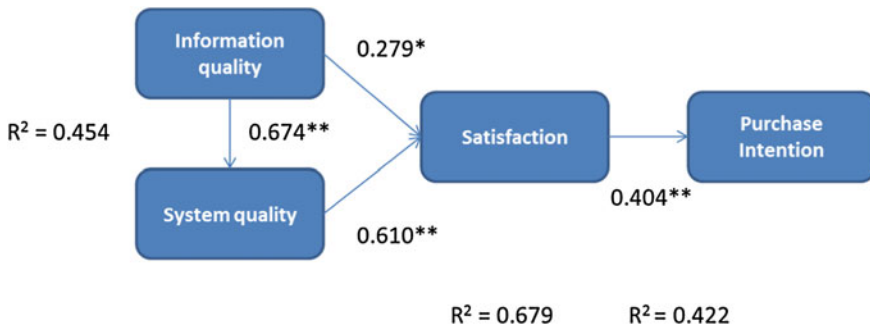 Information
quality
0.279*
R² = 0.454
0.674**
Satisfaction
Purchase
Intention
System quality
0.404**
0.610**
R² = 0.679
R² = 0.422